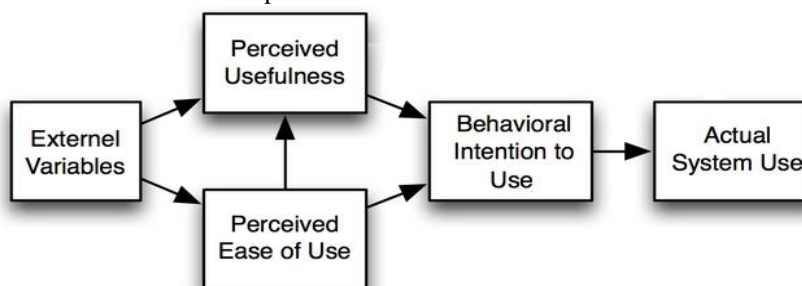 Perceived
Usefulness
Externel
Variables
Behavioral
Intention to
Use
Actual
System Use
Perceived
Ease of Use